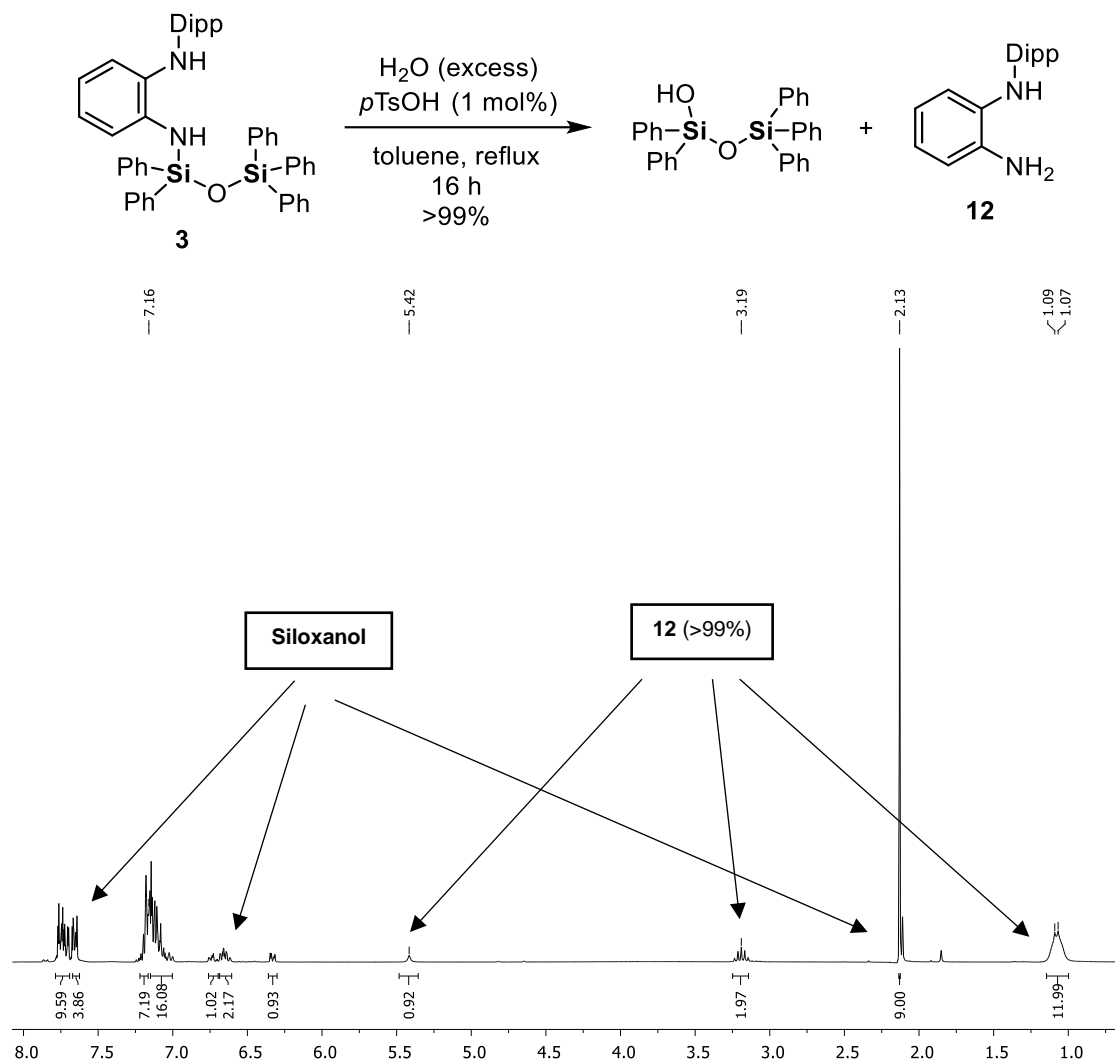 Dipp
NH
NH
Ph
Ph
Ph
Si
Si
Ph
Ph
O
Ph
3
H₂O (excess)
pTsOH (1 mol%)
toluene, reflux
16 h
>99%
HO
Ph
Ph
Si
Si
Ph
Ph
O
Ph
+
Dipp
NH
NH₂
12
7.16
5.42
3.19
2.13
1.09
1.07
Siloxanol
12 (>99%)
9.59
3.86
7.19
16.08
1.02
2.17
0.93
0.92
1.97
9.00
11.99
8.0 7.5 7.0 6.5 6.0 5.5 5.0 4.5 4.0 3.5 3.0 2.5 2.0 1.5 1.0